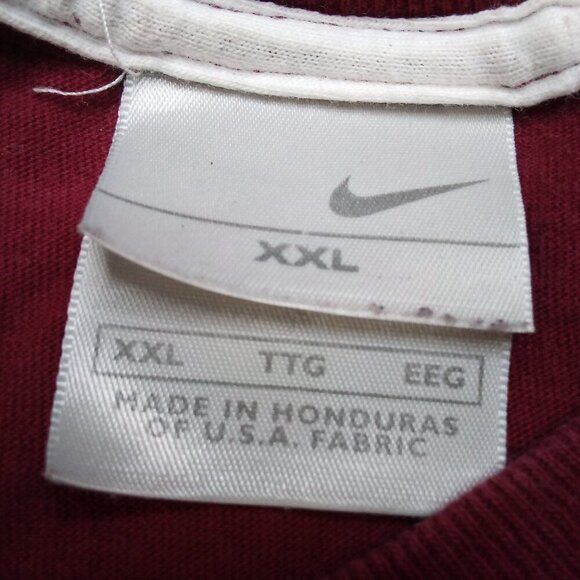 XXL
XXL TTG EEG
MADE IN HONDURAS
OF U.S.A. FABRIC